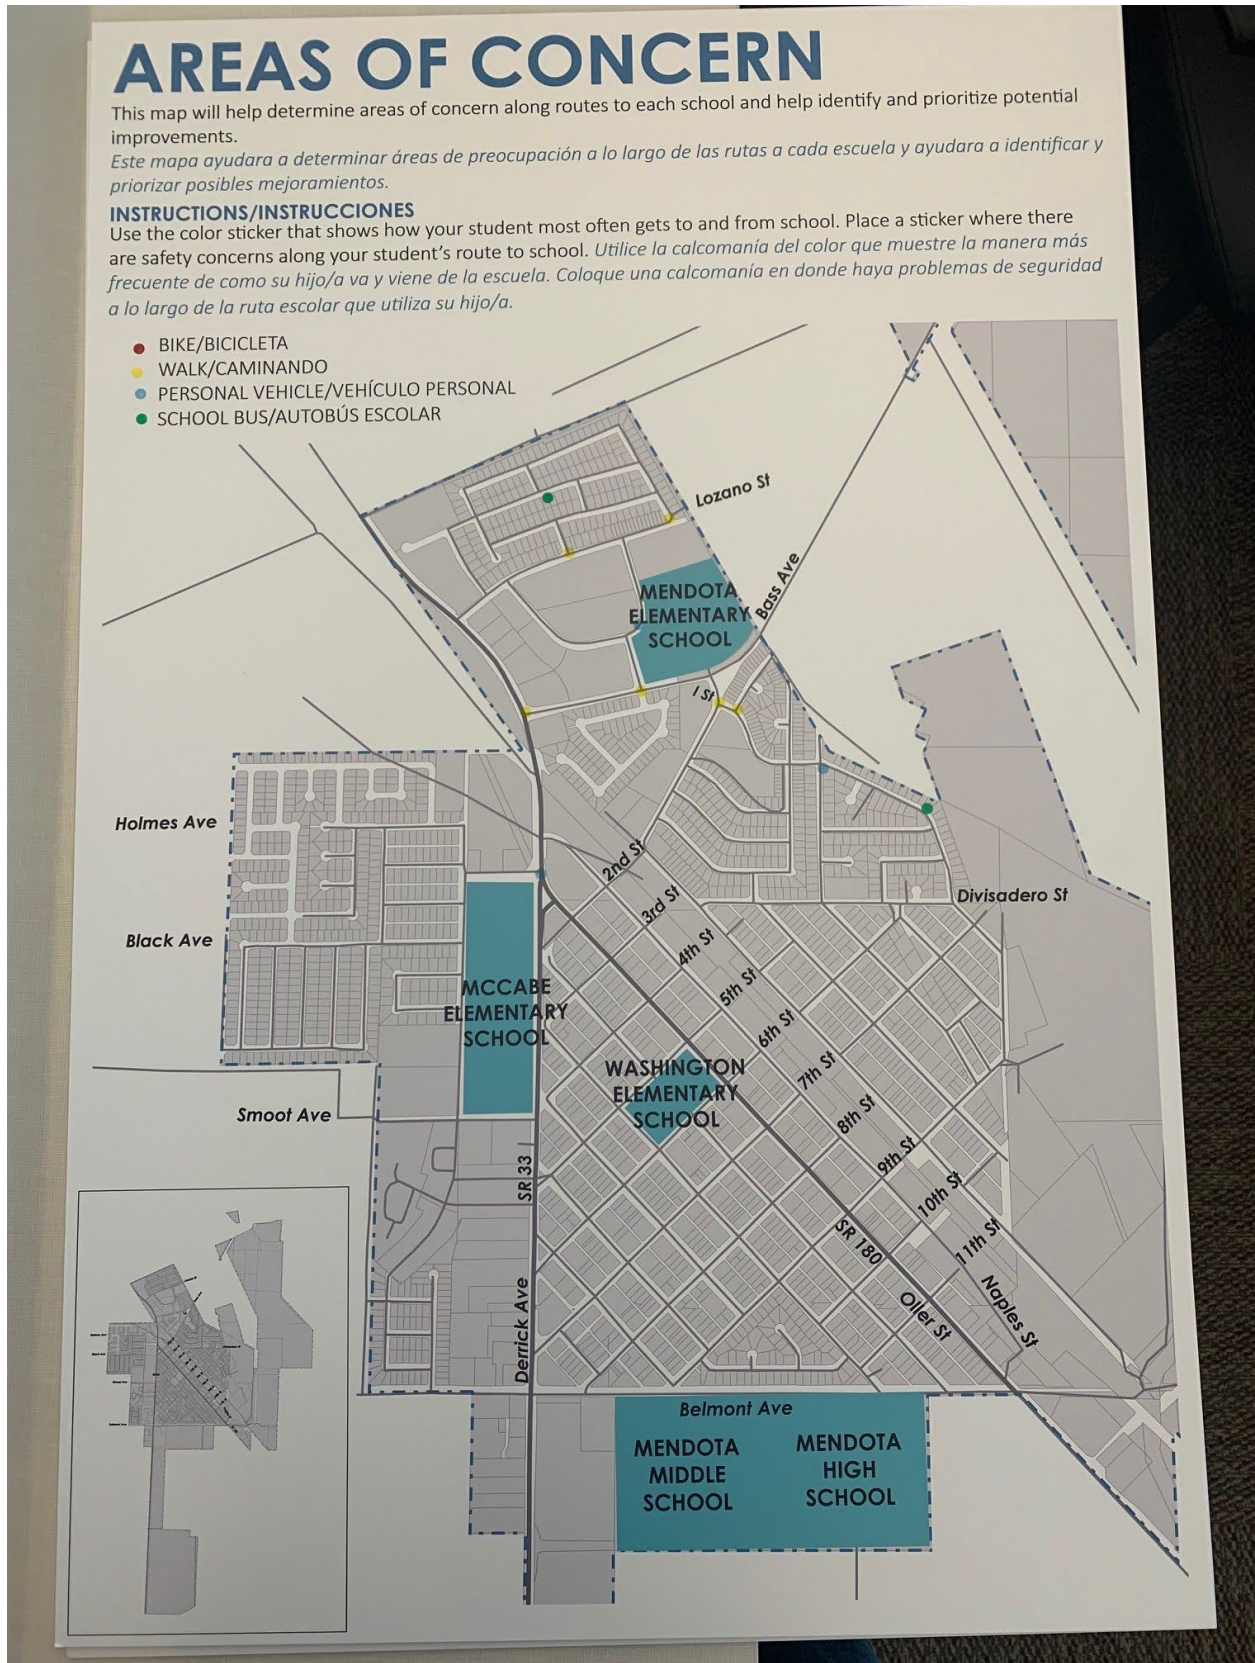 AREAS OF CONCERN
This map will help determine areas of concern along routes to each school and help identify and prioritize potential
improvements.
Este mapa ayudara a determinar áreas de preocupación a lo largo de las rutas a cada escuela y ayudara a identificar y
priorizar posibles mejoramientos.
INSTRUCTIONS/INSTRUCCIONES
Use the color sticker that shows how your student most often gets to and from school. Place a sticker where there
are safety concerns along your student's route to school. Utilice la calcomanía del color que muestre la manera más
frecuente de como su hijo/a va y viene de la escuela. Coloque una calcomanía en donde haya problemas de seguridad
a lo largo de la ruta escolar que utiliza su hijo/a.
BIKE/BICICLETA
WALK/CAMINANDO
PERSONAL VEHICLE/VEHÍCULO PERSONAL
SCHOOL BUS/AUTOBÚS ESCOLAR
Lozano St
Bass Ave
MENDOTA
ELEMENTARY
SCHOOL
I St
Holmes Ave
2nd St
3rd St
Divisadero St
Black Ave
4th St
5th St
MCCABE
ELEMENTARY
SCHOOL
6th St
WASHINGTON
ELEMENTARY
SCHOOL
7th St
8th St
Smoot Ave
9th St
SR 33
10th St
SR 180
11th St
Naples St
Oller St
Derrick Ave
Belmont Ave
MENDOTA
MIDDLE
SCHOOL
MENDOTA
HIGH
SCHOOL